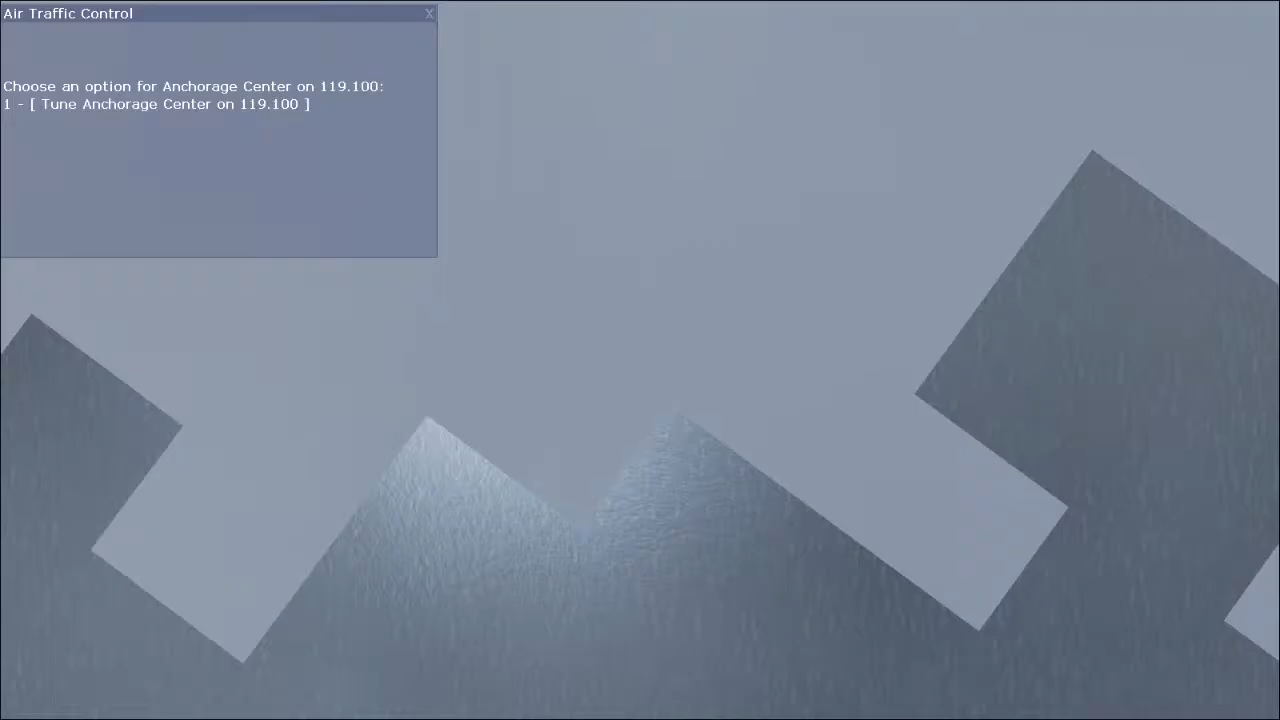 Air Traffic Control X
Choose an option for Anchorage Center on 119.100:
1 - [ Tune Anchorage Center on 119.100 ]